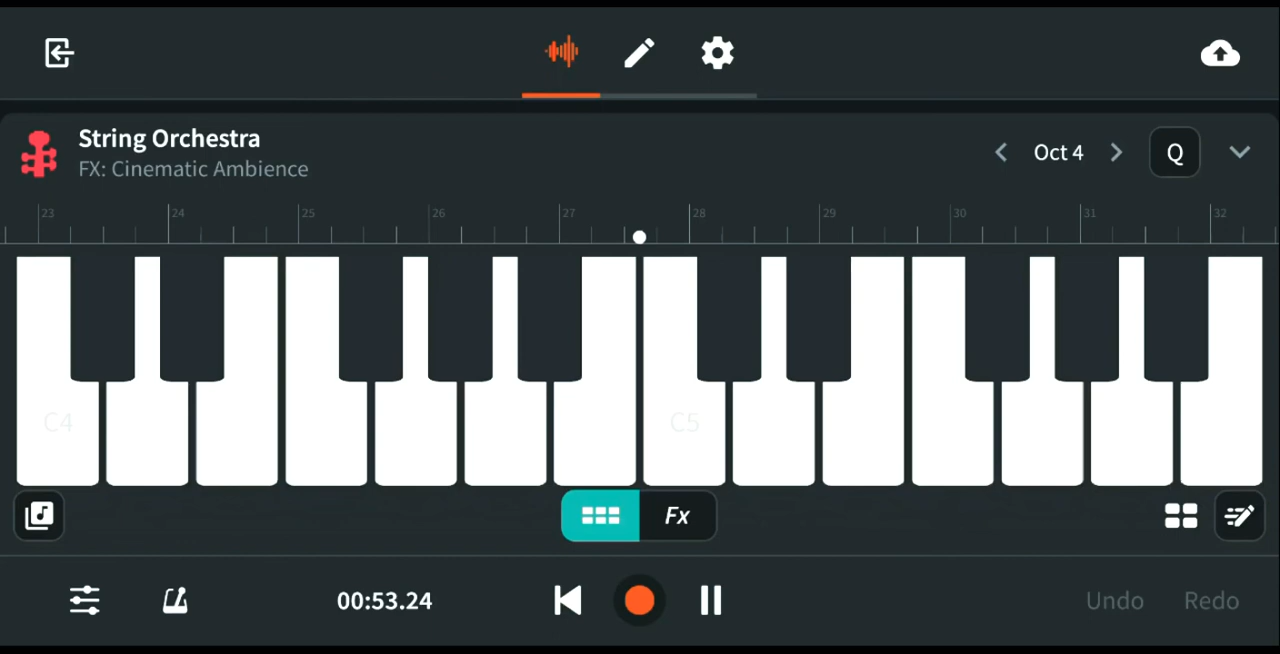 String Orchestra
FX: Cinematic Ambience
Oct 4
Q
23 24 25 26 27 28 29 30 31 32
C4 C5
Fx
00:53.24
Undo Redo